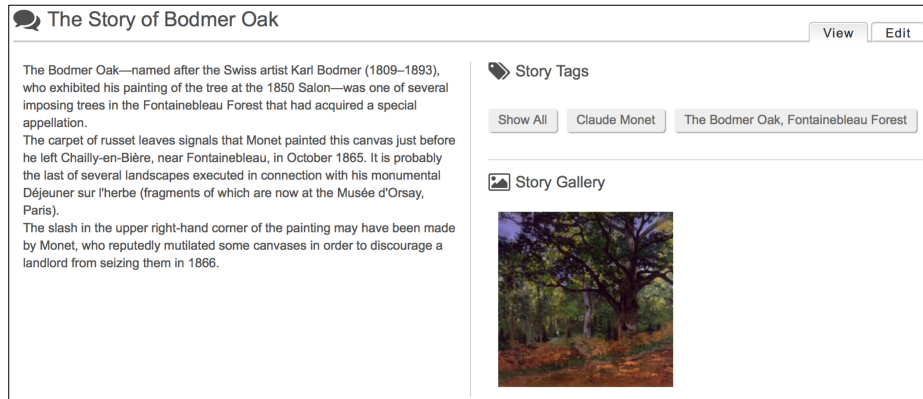 The Story of Bodmer Oak
View
Edit
The Bodmer Oak—named after the Swiss artist Karl Bodmer (1809–1893),
who exhibited his painting of the tree at the 1850 Salon—was one of several
imposing trees in the Fontainebleau Forest that had acquired a special
appellation.
The carpet of russet leaves signals that Monet painted this canvas just before
he left Chailly-en-Bière, near Fontainebleau, in October 1865. It is probably
the last of several landscapes executed in connection with his monumental
Déjeuner sur l'herbe (fragments of which are now at the Musée d'Orsay,
Paris).
The slash in the upper right-hand corner of the painting may have been made
by Monet, who reputedly mutilated some canvases in order to discourage a
landlord from seizing them in 1866.
Story Tags
Show All
Claude Monet
The Bodmer Oak, Fontainebleau Forest
Story Gallery